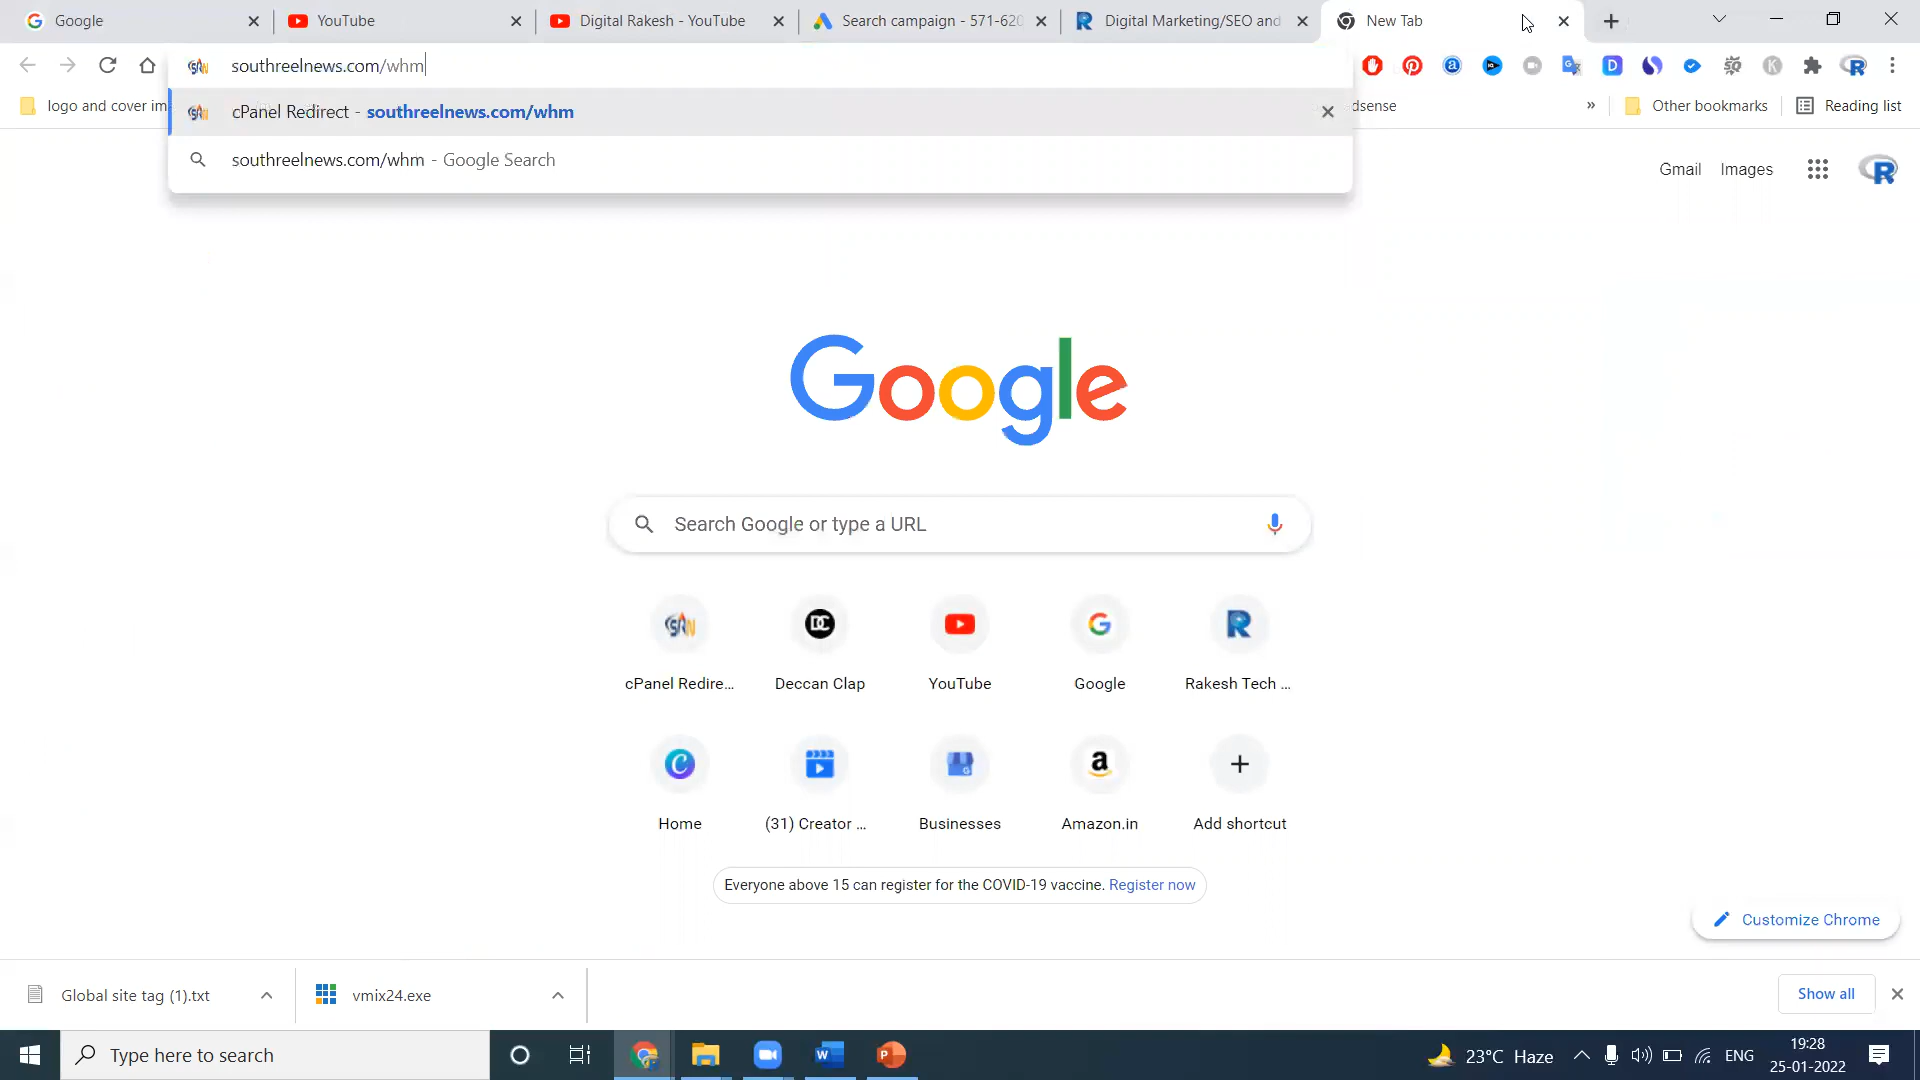 Google
YouTube
Digital Rakesh - YouTube
Search campaign - 571-620
Digital Marketing/SEO and
New Tab
southreelnews.com/whm
logo and cover im
cPanel Redirect - southreelnews.com/whm
dsense
»
Other bookmarks
Reading list
southreelnews.com/whm - Google Search
Gmail
Images
Google
Search Google or type a URL
cPanel Redire...
Deccan Clap
YouTube
Google
Rakesh Tech ...
Home
(31) Creator ...
Businesses
Amazon.in
Add shortcut
Everyone above 15 can register for the COVID-19 vaccine. Register now
Customize Chrome
Global site tag (1).txt
vmix24.exe
Show all
Type here to search
23°C Haze
ENG
19:28
25-01-2022